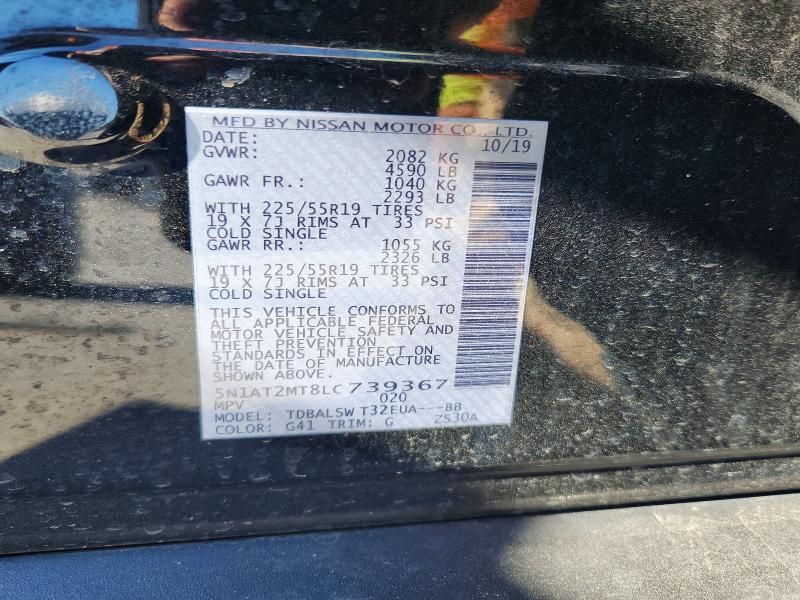 MFD BY NISSAN MOTOR CO., LTD.
DATE: 10/19
GVWR: 2082 KG
4590 LB
GAWR FR.: 1040 KG
2293 LB
WITH 225/55R19 TIRES
19 X 7J RIMS AT 33 PSI
COLD SINGLE
GAWR RR.: 1055 KG
2326 LB
WITH 225/55R19 TIRES
19 X 7J RIMS AT 33 PSI
COLD SINGLE
THIS VEHICLE CONFORMS TO
ALL APPLICABLE FEDERAL
MOTOR VEHICLE SAFETY AND
THEFT PREVENTION
STANDARDS IN EFFECT ON
THE DATE OF MANUFACTURE
SHOWN ABOVE.
5N1AT2MT8LC739367
MPV 020
MODEL: TDBALSW T32EUA---BB
COLOR: G41 TRIM: G ZS30A